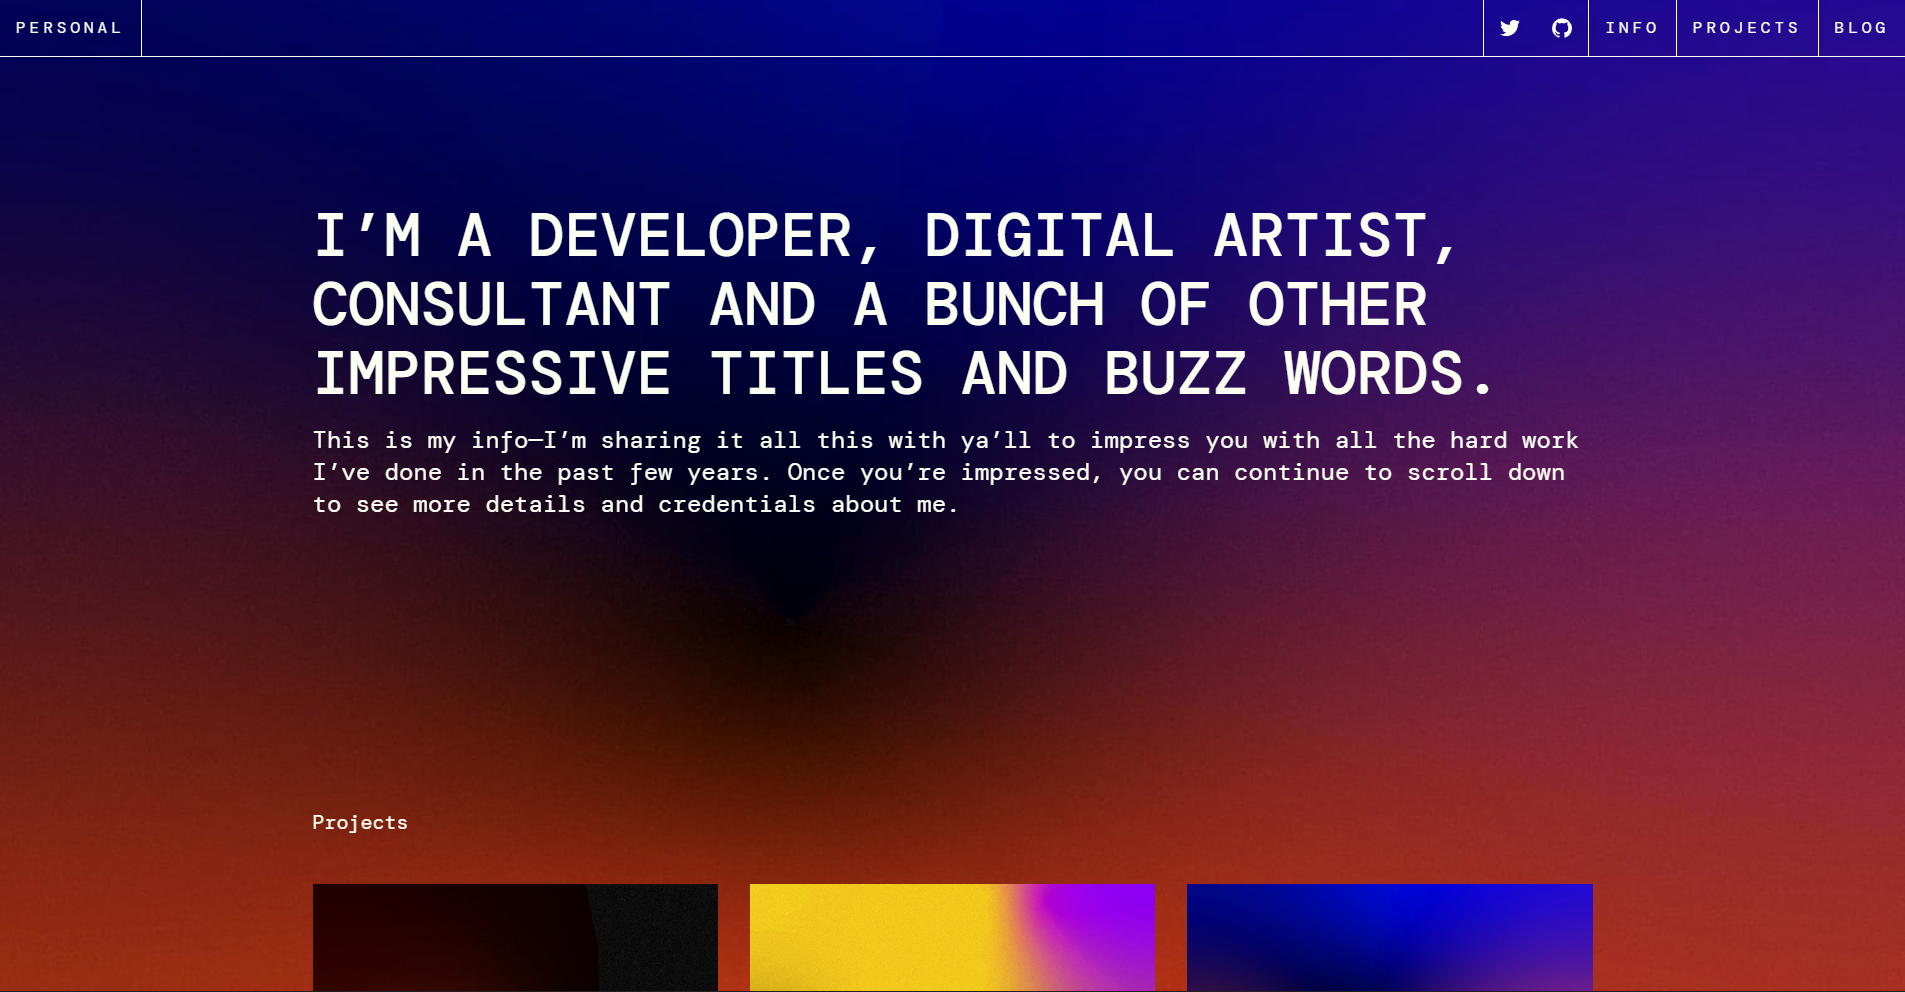 PERSONAL
INFO
PROJECTS
BLOG
I’M A DEVELOPER, DIGITAL ARTIST,
CONSULTANT AND A BUNCH OF OTHER
IMPRESSIVE TITLES AND BUZZ WORDS.
This is my info—I’m sharing it all this with ya’ll to impress you with all the hard work
I’ve done in the past few years. Once you’re impressed, you can continue to scroll down
to see more details and credentials about me.
Projects